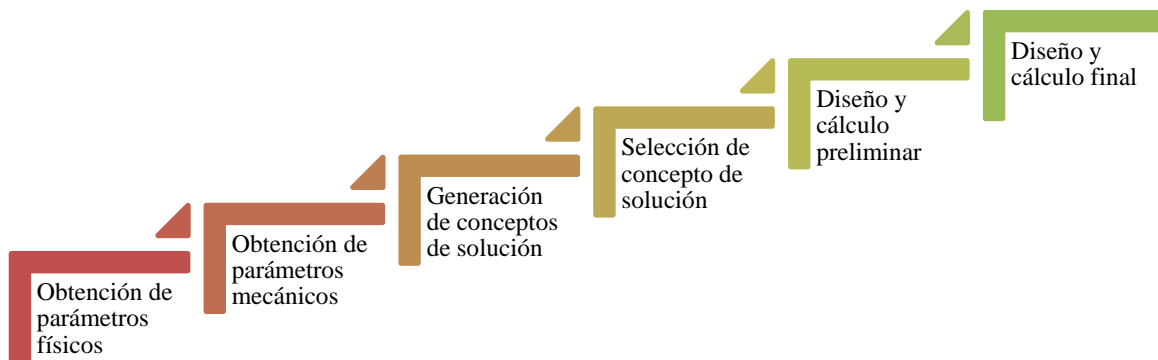 Obtención de
parámetros
físicos
Obtención de
parámetros
mecánicos
Generación
de conceptos
de solución
Selección de
concepto de
solución
Diseño y
cálculo
preliminar
Diseño y
cálculo final